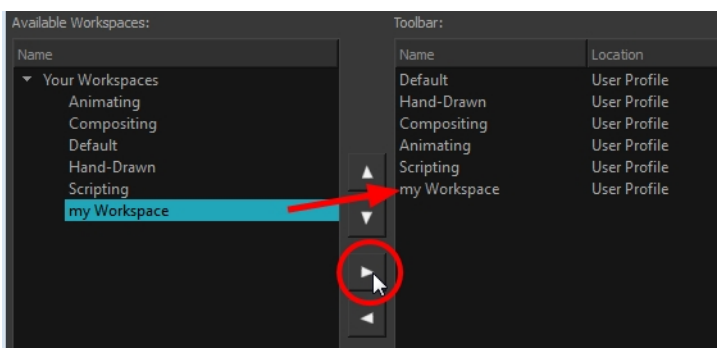 Available Workspaces:
Name
Your Workspaces
Animating
Compositing
Default
Hand-Drawn
Scripting
my Workspace
Toolbar:
Name Location
Default User Profile
Hand-Drawn User Profile
Compositing User Profile
Animating User Profile
Scripting User Profile
my Workspace User Profile